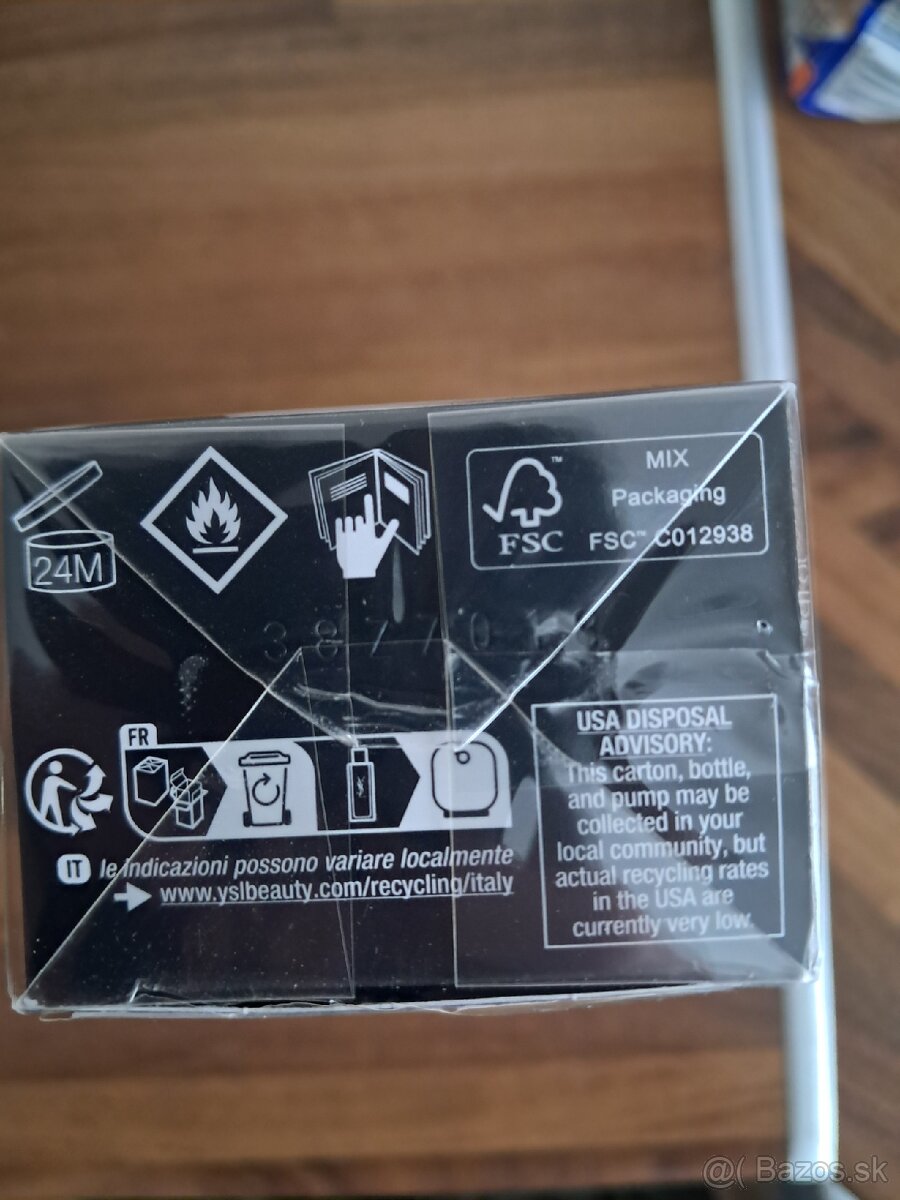 24M
MIX
Packaging
FSC
FSC™ C012938
FR
IT le indicazioni possono variare localmente
www.yslbeauty.com/recycling/italy
USA DISPOSAL
ADVISORY:
This carton, bottle,
and pump may be
collected in your
local community, but
actual recycling rates
in the USA are
currently very low.
@( Bazos.sk